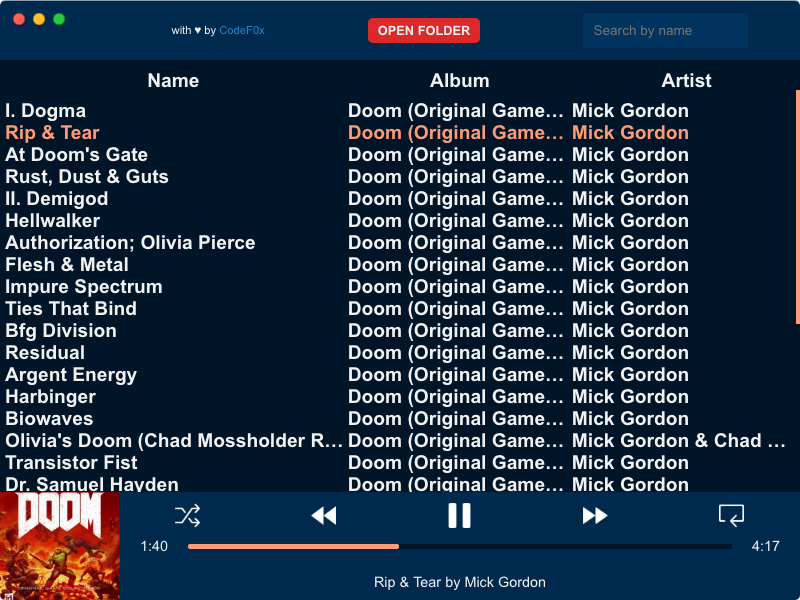 with ♥ by CodeF0x
OPEN FOLDER
Search by name
Name Album Artist
I. Dogma Doom (Original Game… Mick Gordon
Rip & Tear Doom (Original Game… Mick Gordon
At Doom's Gate Doom (Original Game… Mick Gordon
Rust, Dust & Guts Doom (Original Game… Mick Gordon
II. Demigod Doom (Original Game… Mick Gordon
Hellwalker Doom (Original Game… Mick Gordon
Authorization; Olivia Pierce Doom (Original Game… Mick Gordon
Flesh & Metal Doom (Original Game… Mick Gordon
Impure Spectrum Doom (Original Game… Mick Gordon
Ties That Bind Doom (Original Game… Mick Gordon
Bfg Division Doom (Original Game… Mick Gordon
Residual Doom (Original Game… Mick Gordon
Argent Energy Doom (Original Game… Mick Gordon
Harbinger Doom (Original Game… Mick Gordon
Biowaves Doom (Original Game… Mick Gordon
Olivia's Doom (Chad Mossholder R… Doom (Original Game… Mick Gordon & Chad …
Transistor Fist Doom (Original Game… Mick Gordon
Dr. Samuel Hayden Doom (Original Game… Mick Gordon
DOOM
ORIGINAL GAME SOUNDTRACK
1:40 4:17
Rip & Tear by Mick Gordon